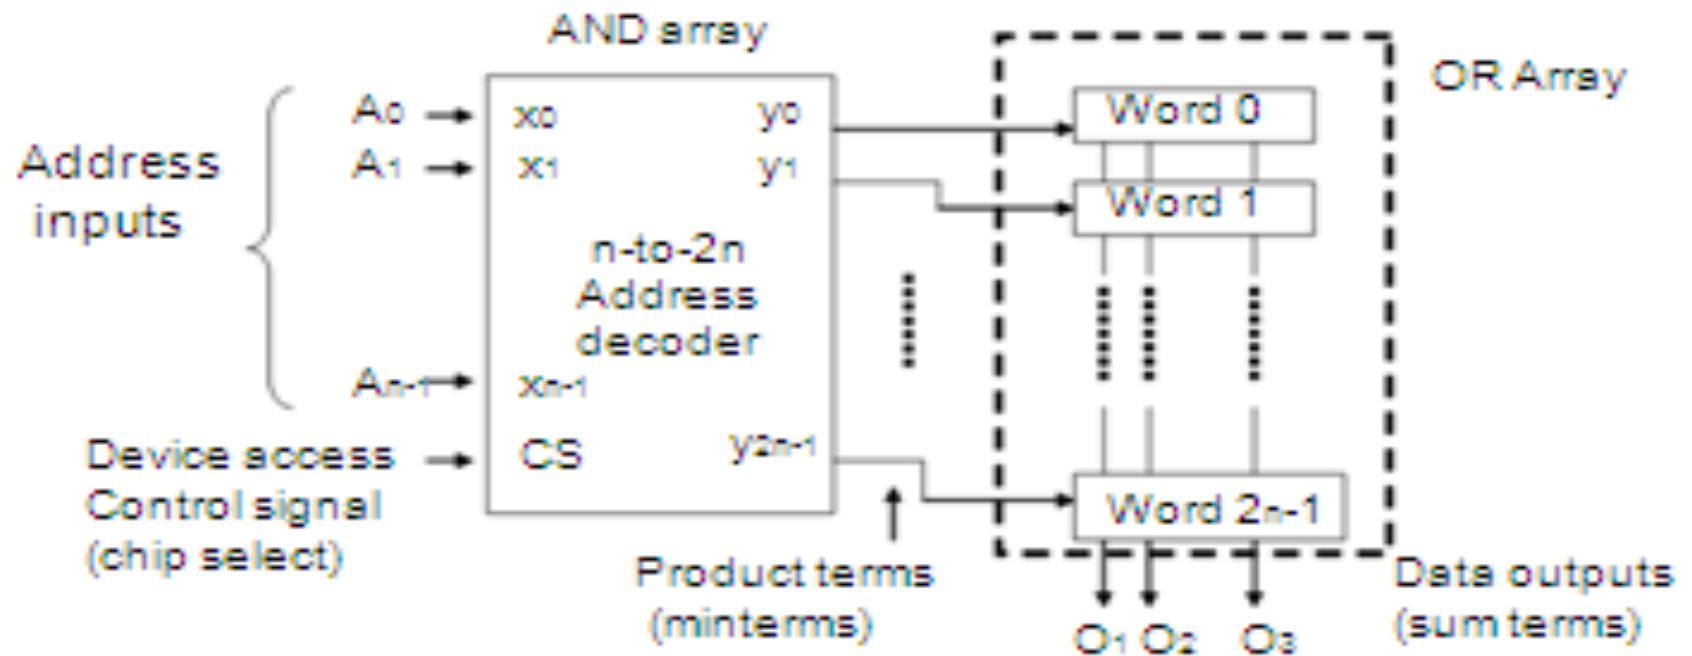 AND array
OR Array
Address
inputs
A0
A1
An-1
Device access
Control signal
(chip select)
x0
x1
n-to-2n
Address
decoder
xn-1
CS
y0
y1
y2n-1
Product terms
(minterms)
Word 0
Word 1
Word 2n-1
O1 O2 O3
Data outputs
(sum terms)